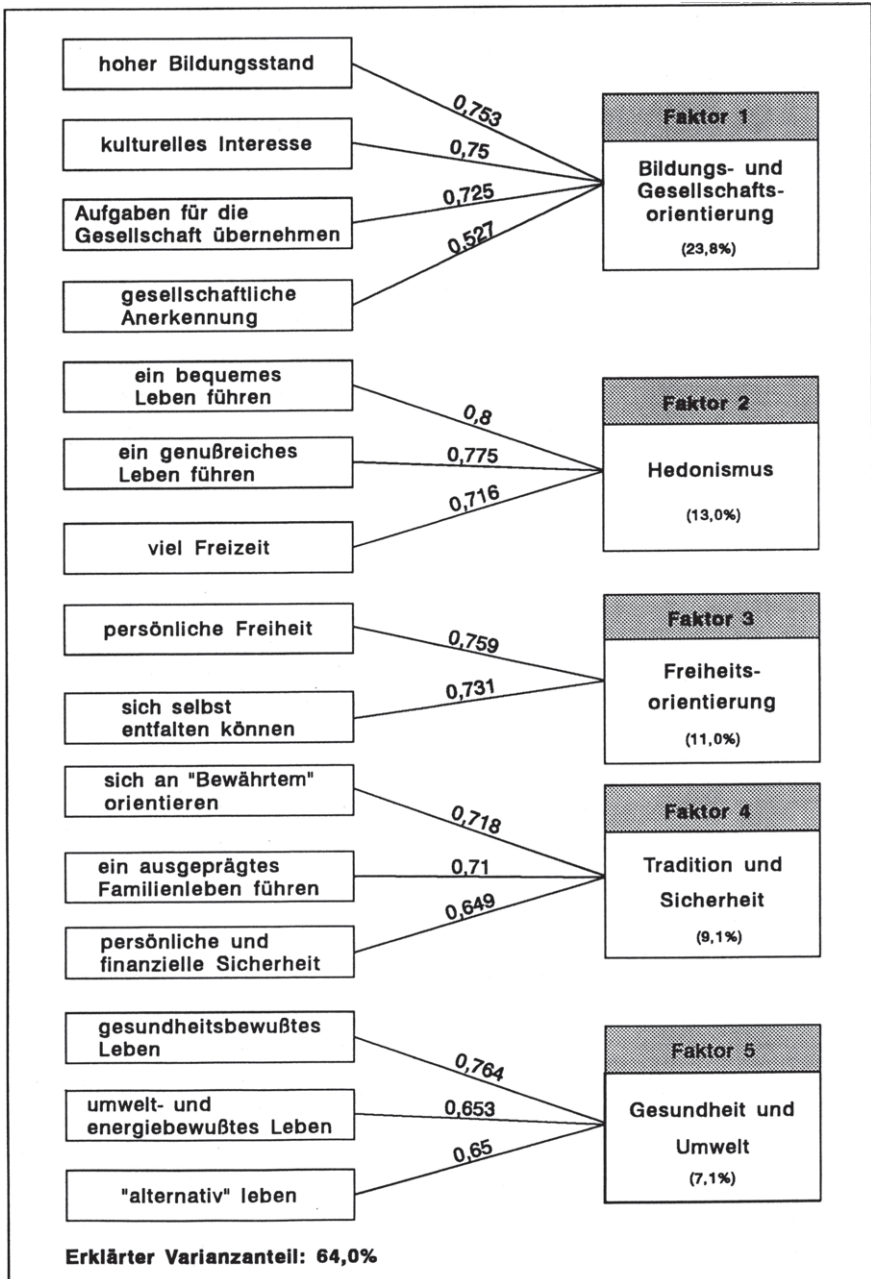 hoher Bildungsstand
0,753
kulturelles Interesse
0,75
Aufgaben für die
Gesellschaft übernehmen
0,725
gesellschaftliche
Anerkennung
0,527
Faktor 1
Bildungs- und
Gesellschafts-
orientierung
(23,8%)
ein bequemes
Leben führen
0,8
ein genußreiches
Leben führen
0,775
viel Freizeit
0,716
Faktor 2
Hedonismus
(13,0%)
persönliche Freiheit
0,759
sich selbst
entfalten können
0,731
Faktor 3
Freiheits-
orientierung
(11,0%)
sich an "Bewährtem"
orientieren
0,718
ein ausgeprägtes
Familienleben führen
0,71
persönliche und
finanzielle Sicherheit
0,649
Faktor 4
Tradition und
Sicherheit
(9,1%)
gesundheitsbewußtes
Leben
0,764
umwelt- und
energiebewußtes Leben
0,653
"alternativ" leben
0,65
Faktor 5
Gesundheit und
Umwelt
(7,1%)
Erklärter Varianzanteil: 64,0%